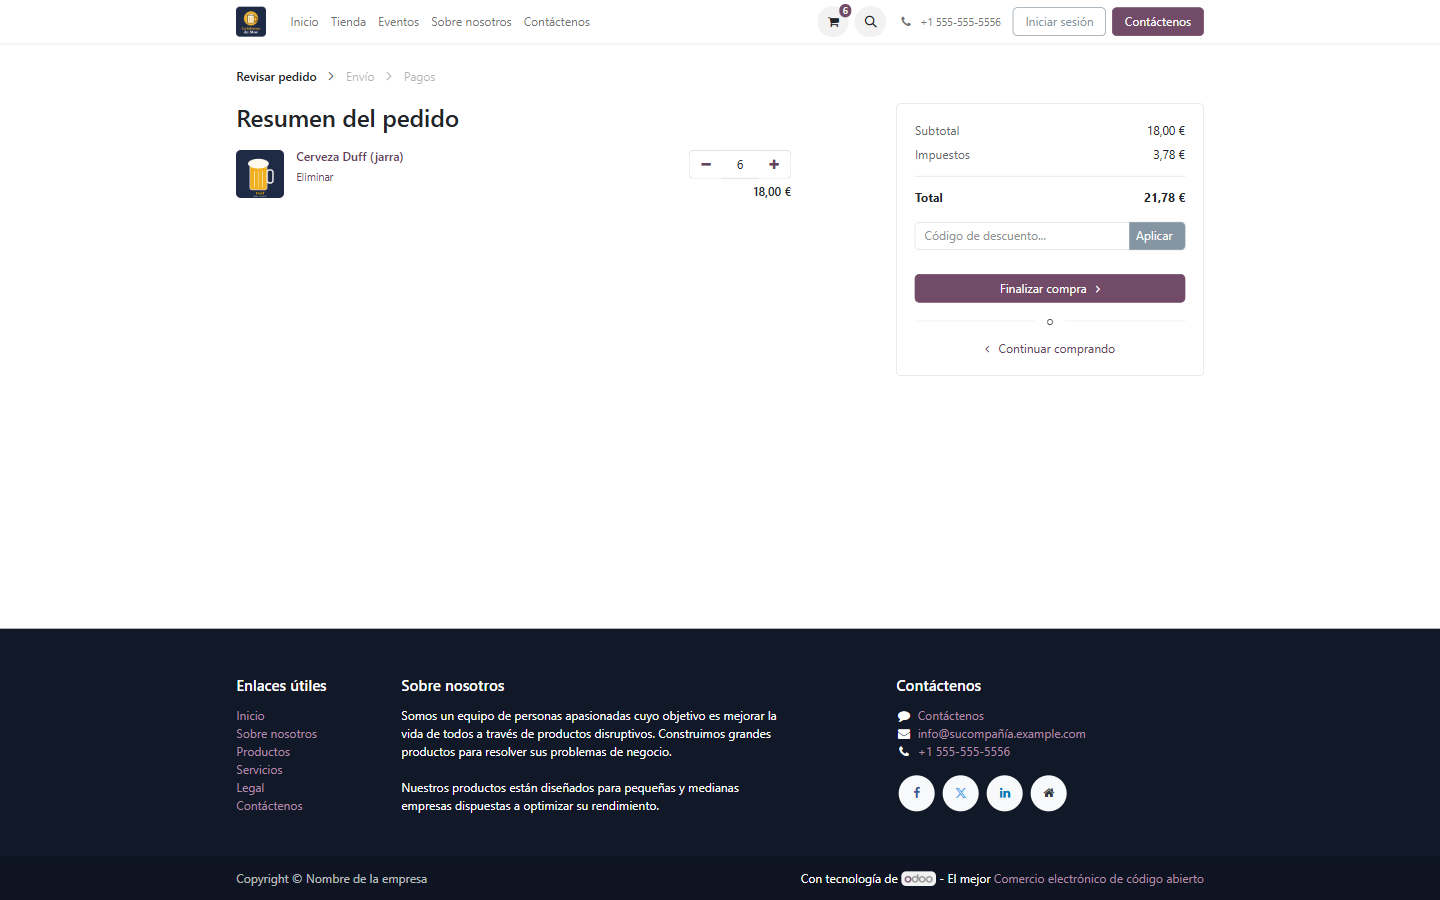 Inicio Tienda Eventos Sobre nosotros Contáctenos 6 +1 555-555-5556 Iniciar sesión Contáctenos
Revisar pedido > Envío > Pagos
Resumen del pedido
Cerveza Duff (jarra)
Eliminar
6
18,00 €
Subtotal 18,00 €
Impuestos 3,78 €
Total 21,78 €
Código de descuento... Aplicar
Finalizar compra >
o
< Continuar comprando
Enlaces útiles
Inicio
Sobre nosotros
Productos
Servicios
Legal
Contáctenos
Sobre nosotros
Somos un equipo de personas apasionadas cuyo objetivo es mejorar la
vida de todos a través de productos disruptivos. Construimos grandes
productos para resolver sus problemas de negocio.
Nuestros productos están diseñados para pequeñas y medianas
empresas dispuestas a optimizar su rendimiento.
Contáctenos
Contáctenos
info@sucompañía.example.com
+1 555-555-5556
Copyright © Nombre de la empresa
Con tecnología de odoo - El mejor Comercio electrónico de código abierto